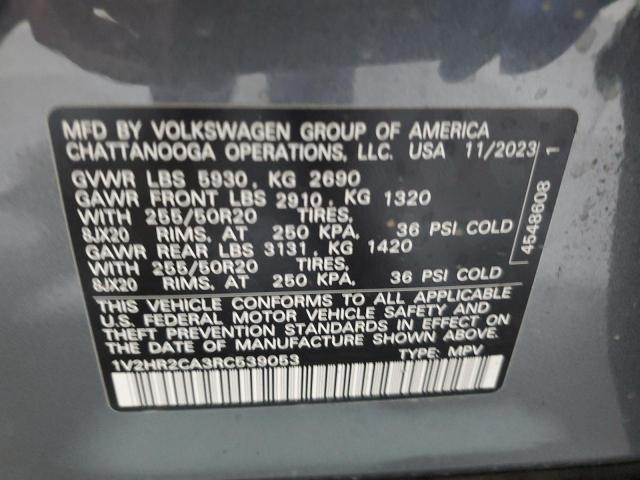 MFD BY VOLKSWAGEN GROUP OF AMERICA
CHATTANOOGA OPERATIONS, LLC. USA 11/2023
GVWR LBS 5930, KG 2690
GAWR FRONT LBS 2910, KG 1320
WITH 255/50R20 TIRES,
8JX20 RIMS, AT 250 KPA, 36 PSI COLD
GAWR REAR LBS 3131, KG 1420
WITH 255/50R20 TIRES,
8JX20 RIMS, AT 250 KPA, 36 PSI COLD
THIS VEHICLE CONFORMS TO ALL APPLICABLE
U.S. FEDERAL MOTOR VEHICLE SAFETY AND
THEFT PREVENTION STANDARDS IN EFFECT ON
THE DATE OF MANUFACTURE SHOWN ABOVE.
1V2HR2CA3RC539053 TYPE: MPV
4548608 1